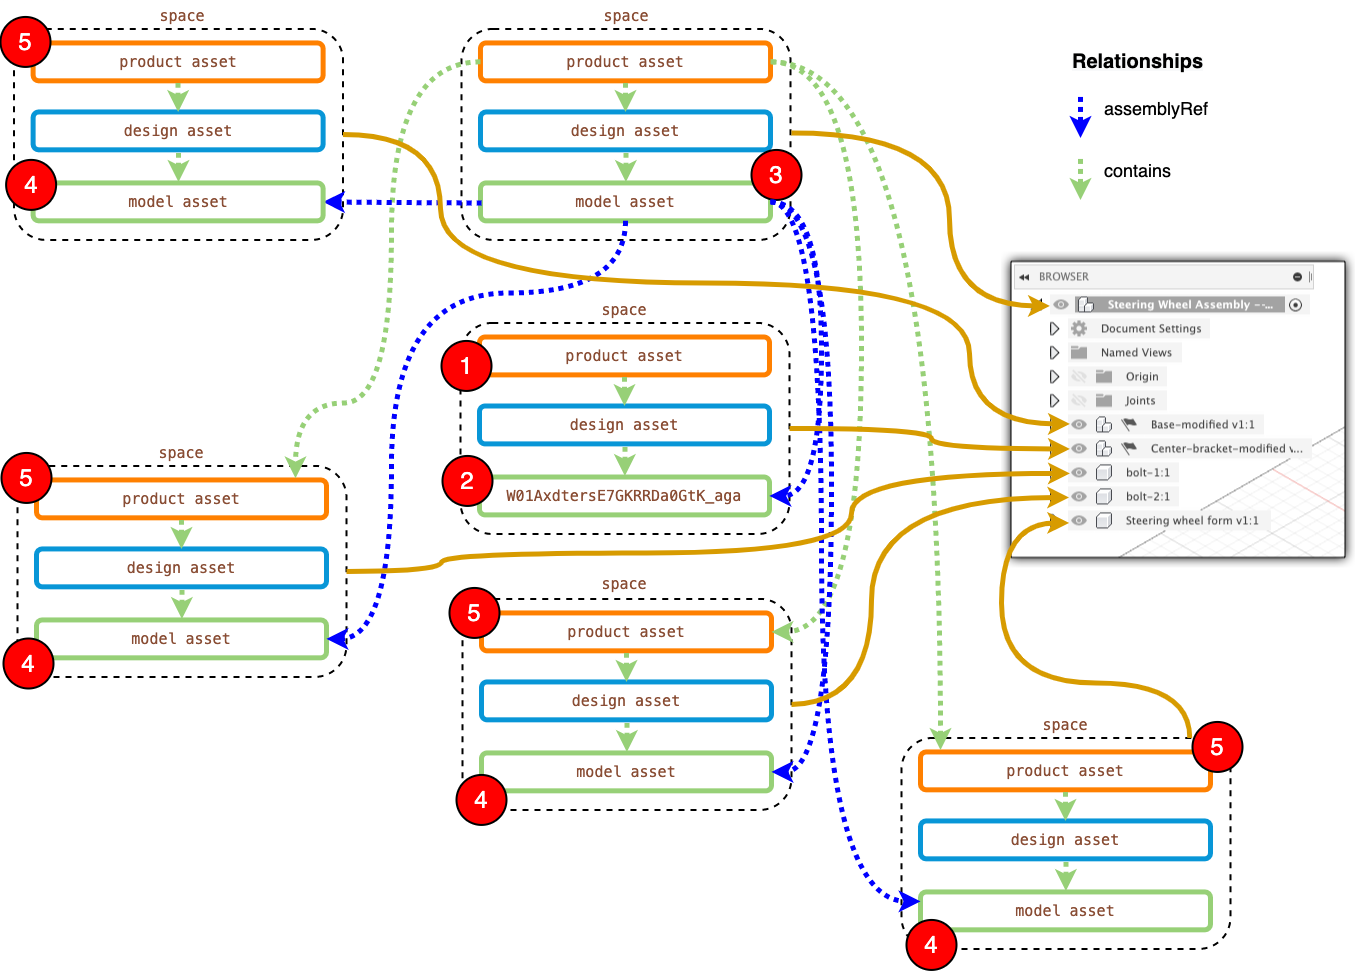 space
5
product asset
design asset
4
model asset
space
product asset
design asset
3
model asset
Relationships
assemblyRef
contains
BROWSER
Steering Wheel Assembly --...
Document Settings
Named Views
Origin
Joints
Base-modified v1:1
Center-bracket-modified v...
bolt-1:1
bolt-2:1
Steering wheel form v1:1
space
1
product asset
design asset
2
W01AxdtersE7GKRRDa0GtK_aga
space
5
product asset
design asset
model asset
4
space
5
product asset
design asset
model asset
4
space
5
product asset
design asset
model asset
4